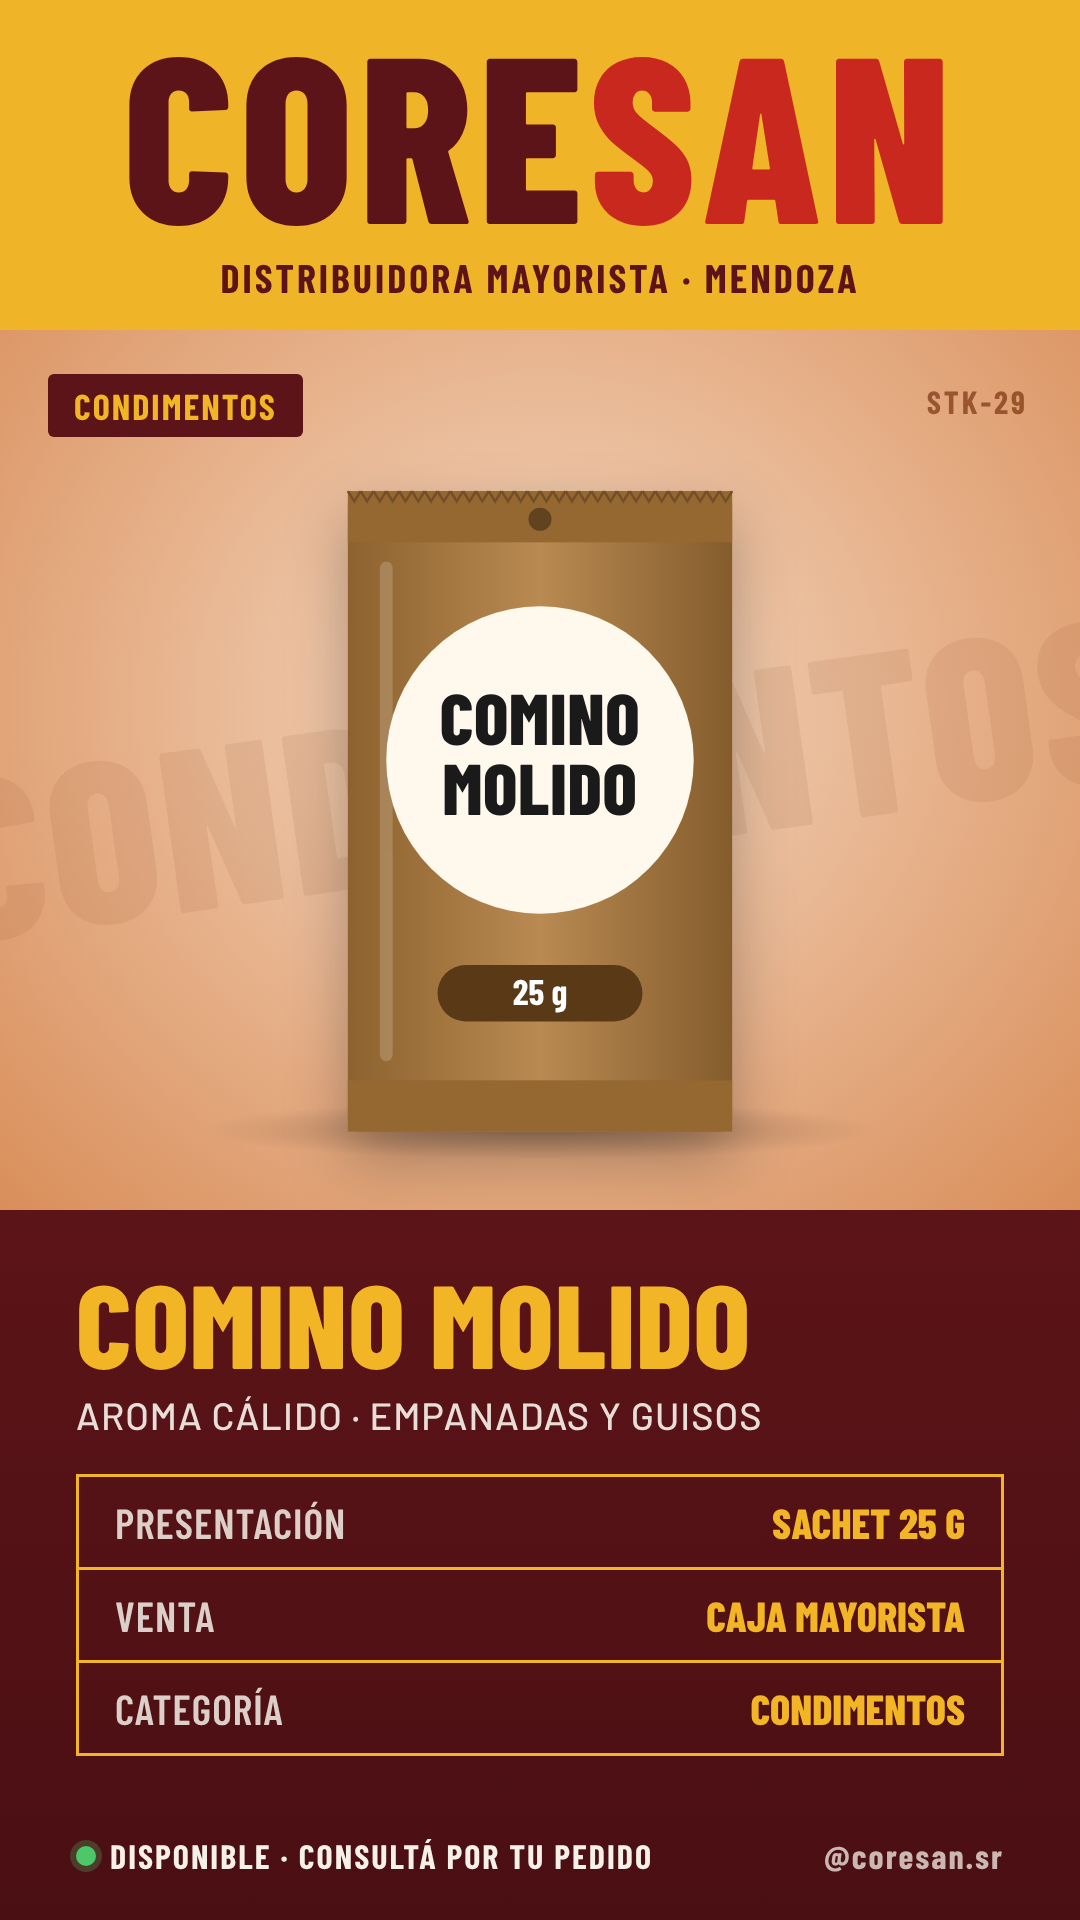 CORESAN
DISTRIBUIDORA MAYORISTA · MENDOZA
CONDIMENTOS
STK-29
CONDIMENTOS
COMINO
MOLIDO
25 g
COMINO MOLIDO
AROMA CÁLIDO · EMPANADAS Y GUISOS
PRESENTACIÓN SACHET 25 G
VENTA CAJA MAYORISTA
CATEGORÍA CONDIMENTOS
DISPONIBLE · CONSULTÁ POR TU PEDIDO
@coresan.sr